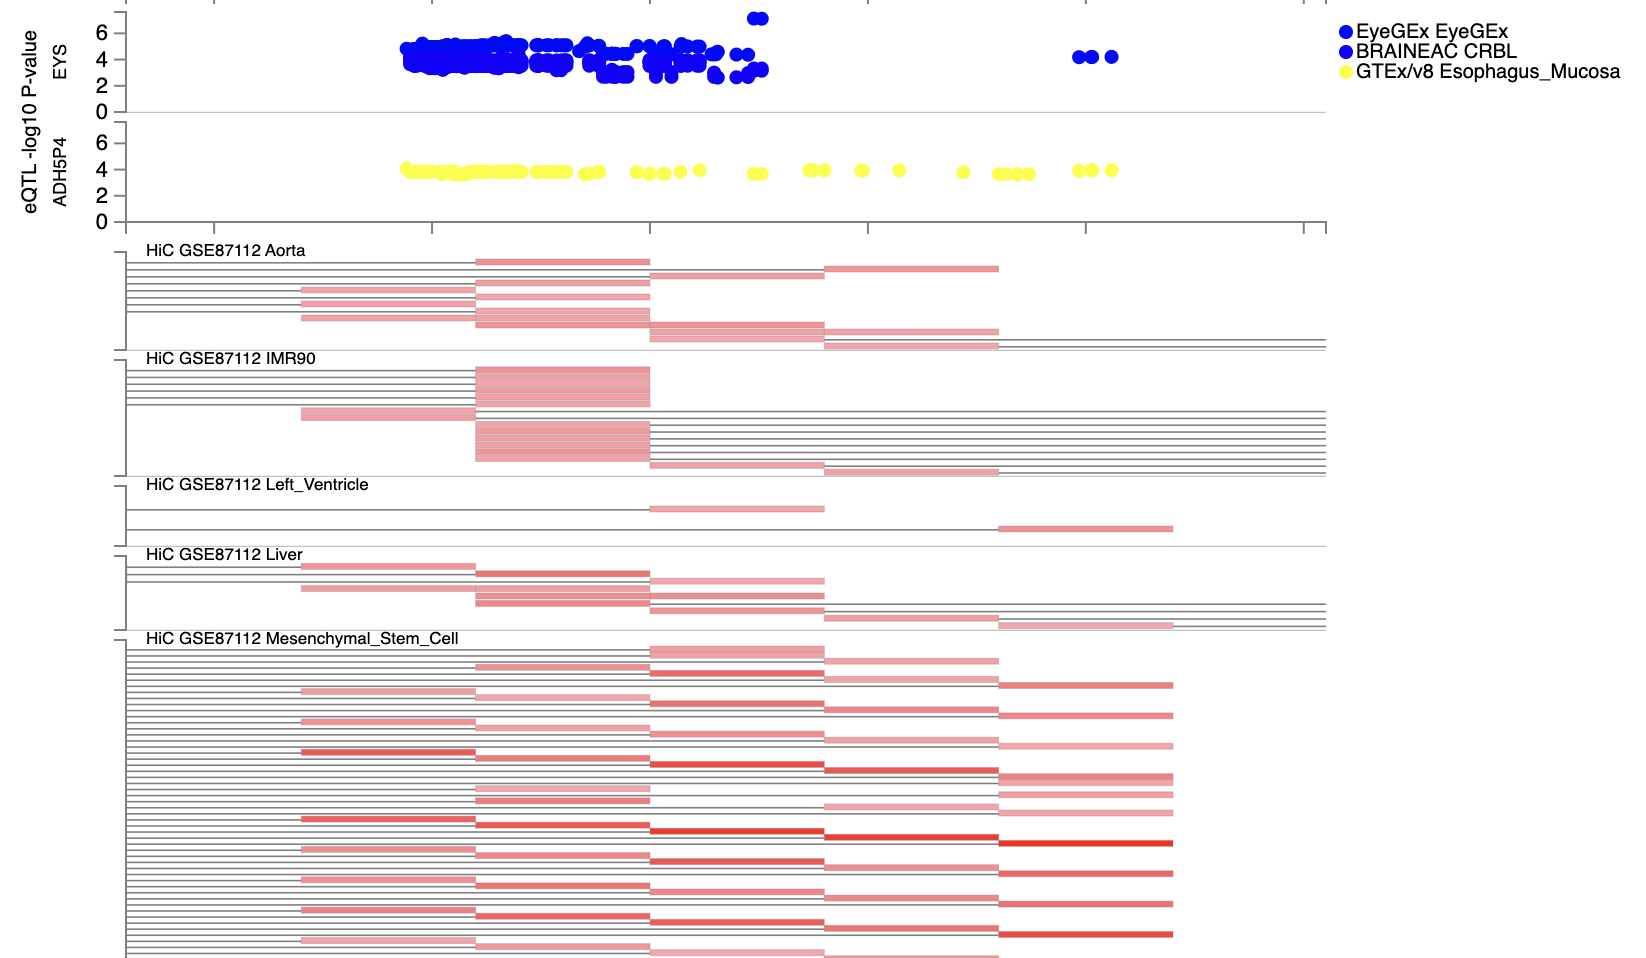 eQTL -log10 P-value
EYS
6
4
2
0
EyeGEx EyeGEx
BRAINEAC CRBL
GTEx/v8 Esophagus_Mucosa
ADH5P4
6
4
2
0
HiC GSE87112 Aorta
HiC GSE87112 IMR90
HiC GSE87112 Left_Ventricle
HiC GSE87112 Liver
HiC GSE87112 Mesenchymal_Stem_Cell